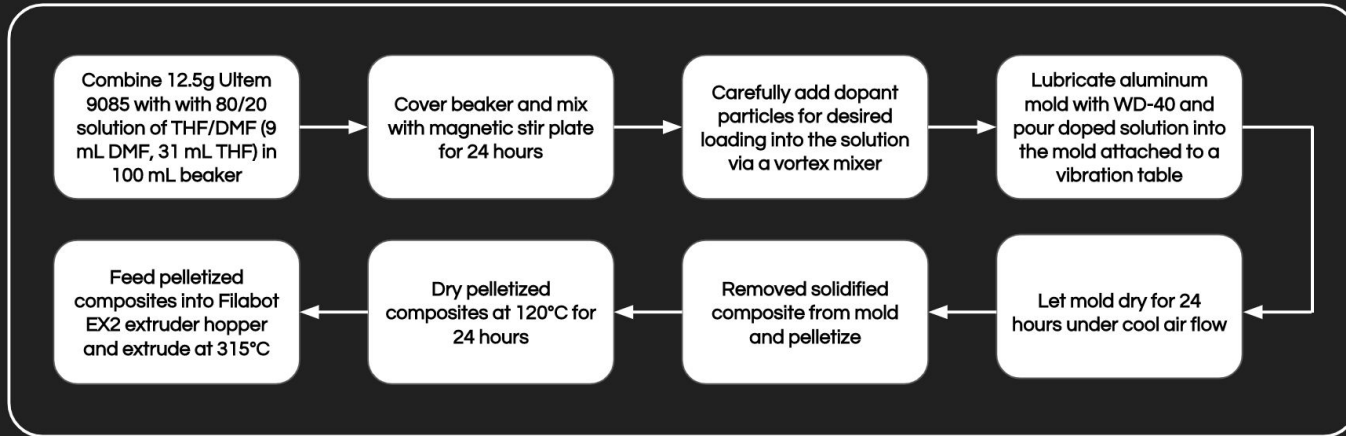 Combine 12.5g Ultem
9085 with with 80/20
solution of THF/DMF (9
mL DMF, 31 mL THF) in
100 mL beaker
Cover beaker and mix
with magnetic stir plate
for 24 hours
Carefully add dopant
particles for desired
loading into the solution
via a vortex mixer
Lubricate aluminum
mold with WD-40 and
pour doped solution into
the mold attached to a
vibration table
Let mold dry for 24
hours under cool air flow
Removed solidified
composite from mold
and pelletize
Dry pelletized
composites at 120°C for
24 hours
Feed pelletized
composites into Filabot
EX2 extruder hopper
and extrude at 315°C